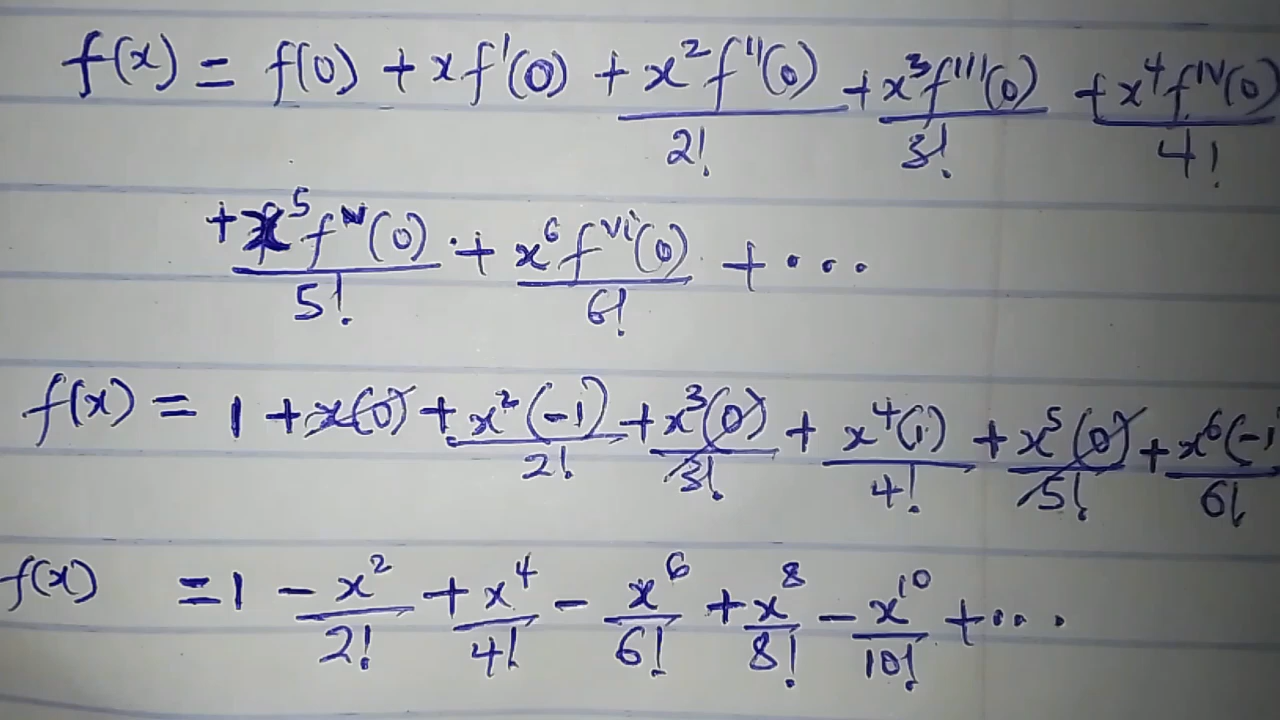 f(x) = f(0) + xf'(0) + x²f''(0)/2! + x³f'''(0)/3! + x⁴f^{IV}(0)/4!
+ x⁵f^{V}(0)/5! + x⁶f^{VI}(0)/6! + ...
f(x) = 1 + x(0) + x²(-1)/2! + x³(0)/3! + x⁴(1)/4! + x⁵(0)/5! + x⁶(-1)/6!
f(x) = 1 - x²/2! + x⁴/4! - x⁶/6! + x⁸/8! - x¹⁰/10! + ...